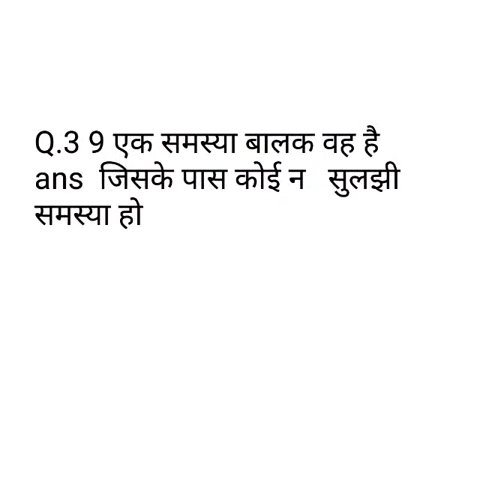 Q.3 9 एक समस्या बालक वह है
ans जिसके पास कोई न सुलझी
समस्या हो